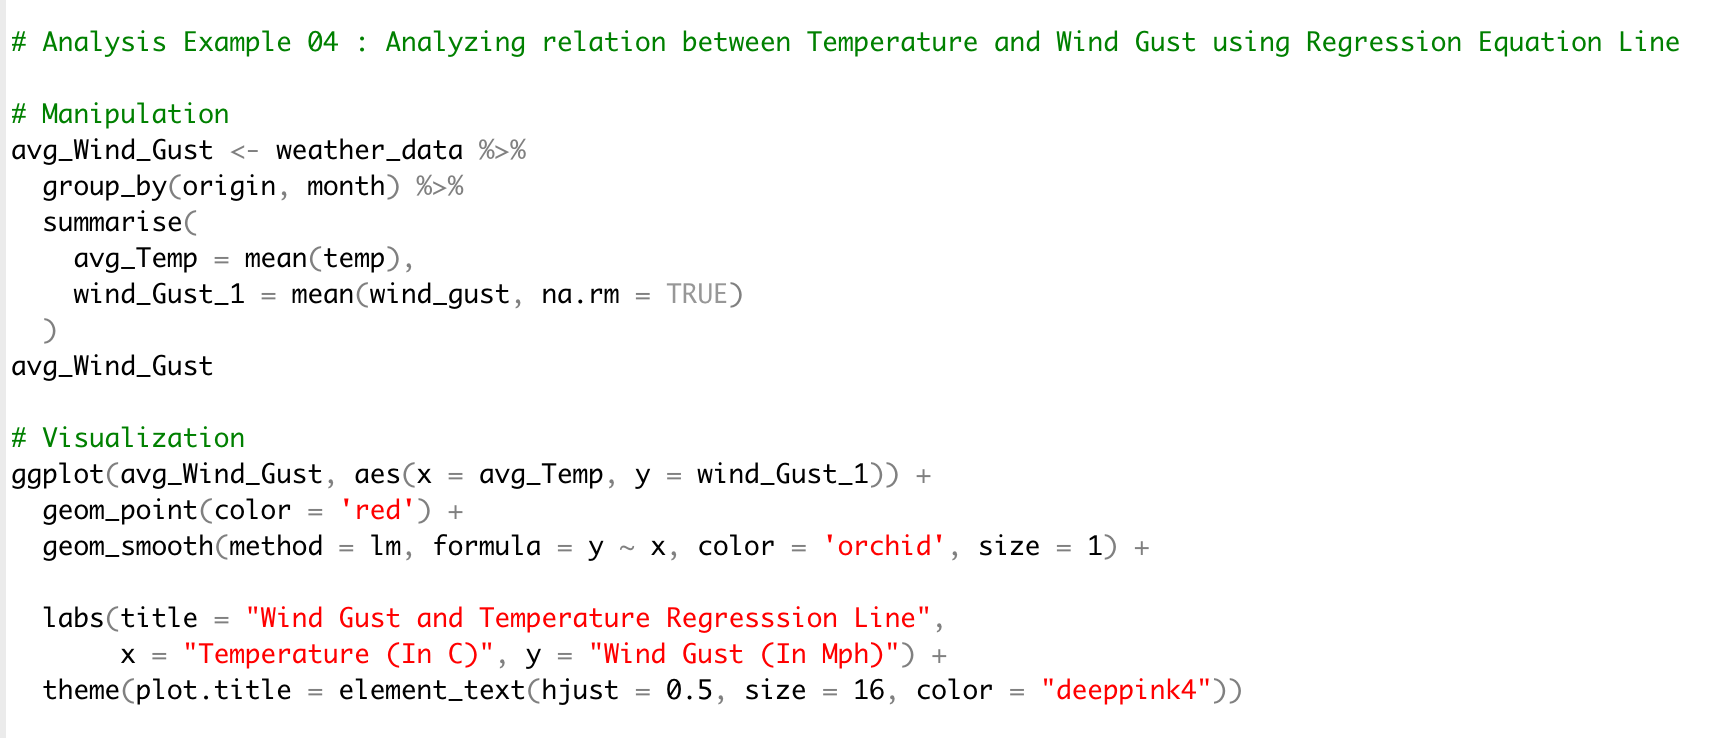 # Analysis Example 04 : Analyzing relation between Temperature and Wind Gust using Regression Equation Line
# Manipulation
avg_Wind_Gust <- weather_data %>%
  group_by(origin, month) %>%
  summarise(
    avg_Temp = mean(temp),
    wind_Gust_1 = mean(wind_gust, na.rm = TRUE)
  )
avg_Wind_Gust
# Visualization
ggplot(avg_Wind_Gust, aes(x = avg_Temp, y = wind_Gust_1)) +
  geom_point(color = 'red') +
  geom_smooth(method = lm, formula = y ~ x, color = 'orchid', size = 1) +
  labs(title = "Wind Gust and Temperature Regresssion Line",
       x = "Temperature (In C)", y = "Wind Gust (In Mph)") +
  theme(plot.title = element_text(hjust = 0.5, size = 16, color = "deeppink4"))